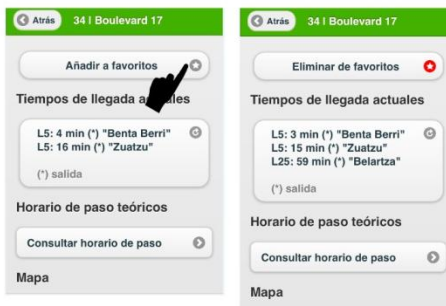 Atrás 34 | Boulevard 17
Añadir a favoritos
Tiempos de llegada actuales
L5: 4 min (*) "Benta Berri"
L5: 16 min (*) "Zuatzu"
(*) salida
Horario de paso teóricos
Consultar horario de paso
Mapa
Atrás 34 | Boulevard 17
Eliminar de favoritos
Tiempos de llegada actuales
L5: 3 min (*) "Benta Berri"
L5: 15 min (*) "Zuatzu"
L25: 59 min (*) "Belartza"
(*) salida
Horario de paso teóricos
Consultar horario de paso
Mapa